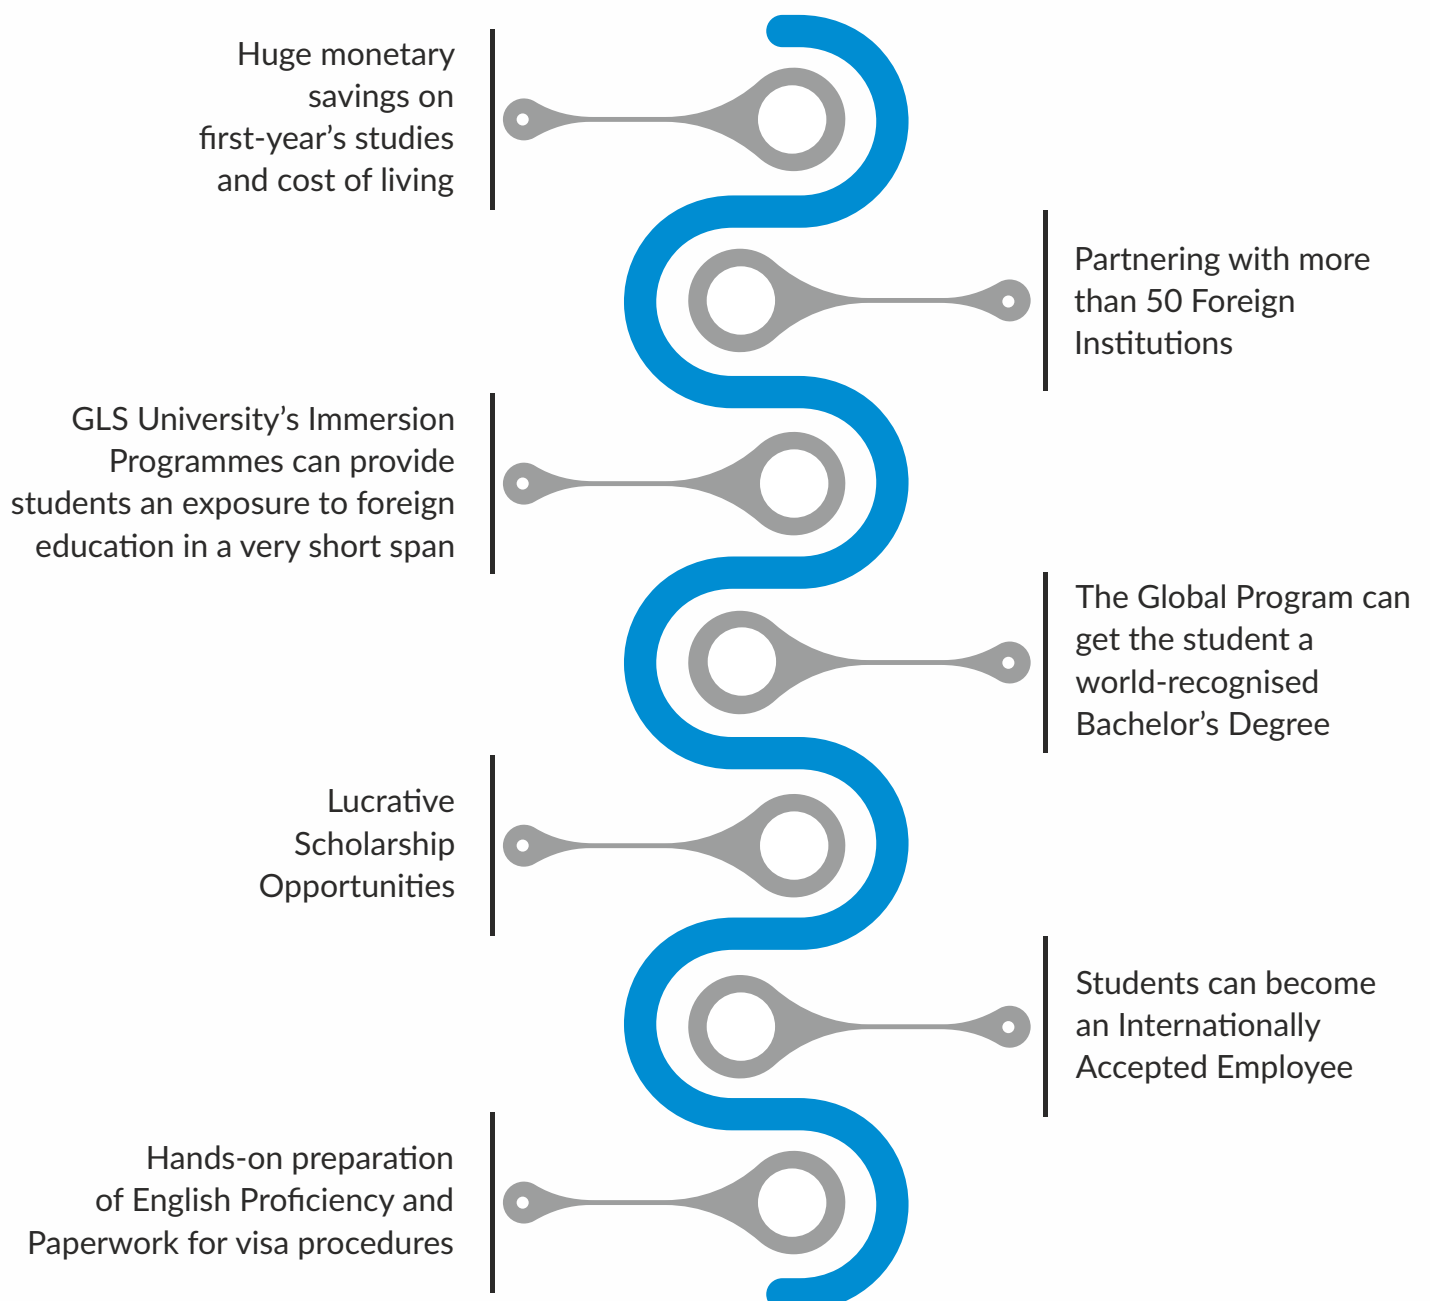 Huge monetary
savings on
first-year’s studies
and cost of living
Partnering with more
than 50 Foreign
Institutions
GLS University’s Immersion
Programmes can provide
students an exposure to foreign
education in a very short span
The Global Program can
get the student a
world-recognised
Bachelor’s Degree
Lucrative
Scholarship
Opportunities
Students can become
an Internationally
Accepted Employee
Hands-on preparation
of English Proficiency and
Paperwork for visa procedures